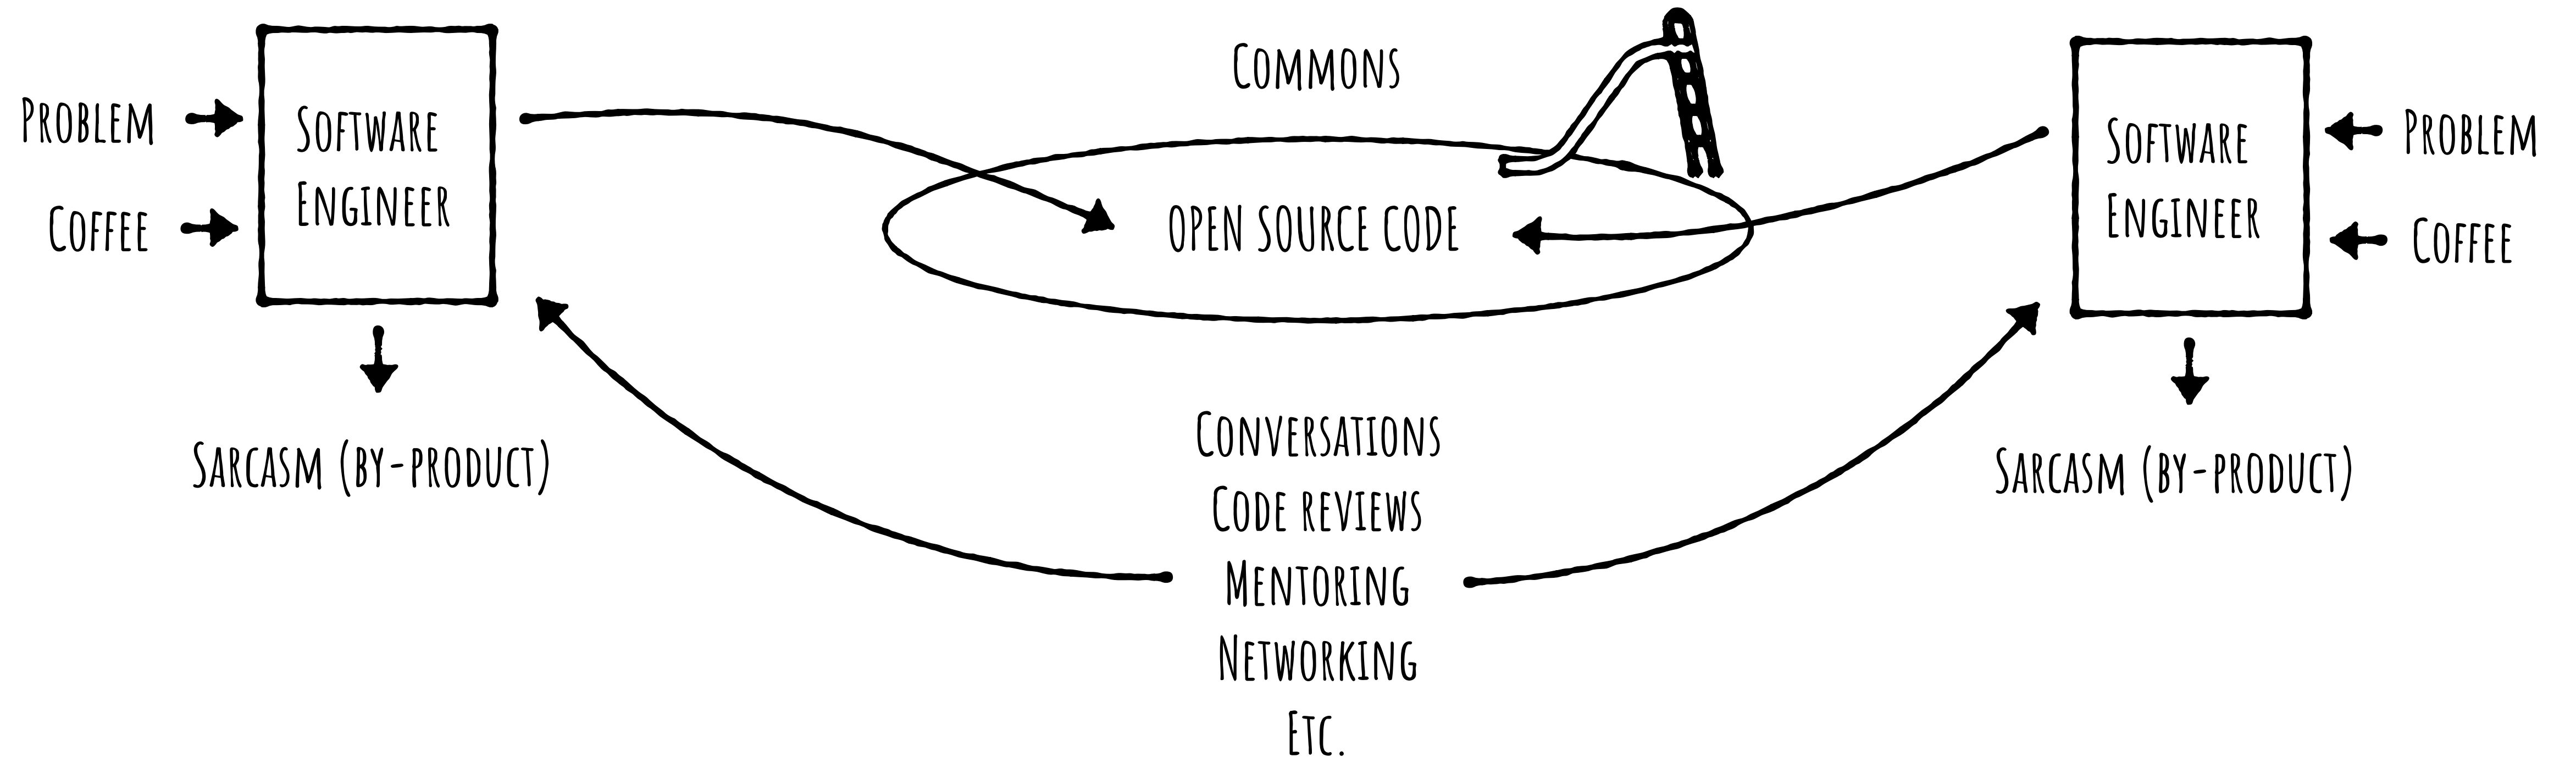 Problem
Coffee
Software
Engineer
Sarcasm (by-product)
Commons
Open source code
Conversations
Code reviews
Mentoring
Networking
Etc.
Software
Engineer
Problem
Coffee
Sarcasm (by-product)